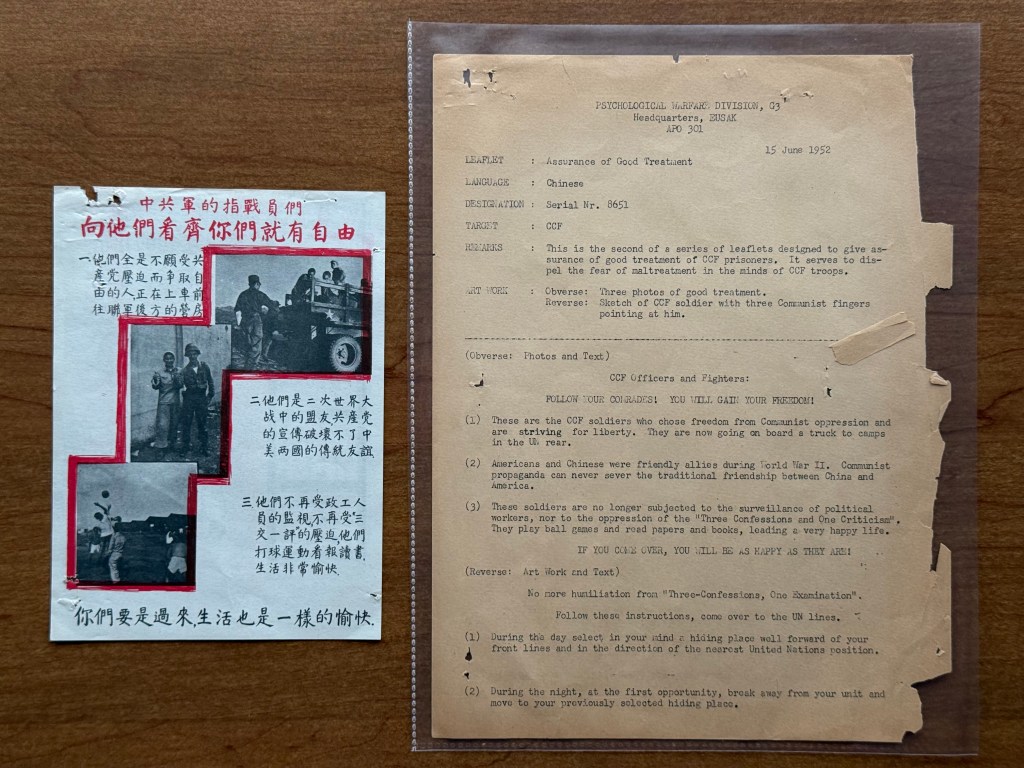 中共軍的指戰員們
向他們看齊你們就有自由
一他們全是不願受共
產党壓迫而爭取自
由的人正在上車前
往聯軍後方的營房
二他們是二次世界大
战中的盟友,共産党
的宣傳破壞不了中
美两國的傳統友誼
三他們不再受政工人
員的監視,不再受"三
交一評"的壓迫,他們
打球運動看報讀書.
生活非常愉快.
你們要是過來,生活也是一樣的愉快.
PSYCHOLOGICAL WARFARE DIVISION, G3
Headquarters, EUSAK
APO 301
15 June 1952
LEAFLET : Assurance of Good Treatment
LANGUAGE : Chinese
DESIGNATION : Serial Nr. 8651
TARGET : CCF
REMARKS : This is the second of a series of leaflets designed to give as-
surance of good treatment of CCF prisoners. It serves to dis-
pel the fear of maltreatment in the minds of CCF troops.
ART WORK : Obverse: Three photos of good treatment.
Reverse: Sketch of CCF soldier with three Communist fingers
pointing at him.
(Obverse: Photos and Text)
CCF Officers and Fighters:
FOLLOW YOUR COMRADES! YOU WILL GAIN YOUR FREEDOM!
(1) These are the CCF soldiers who chose freedom from Communist oppression and
are striving for liberty. They are now going on board a truck to camps
in the UN rear.
(2) Americans and Chinese were friendly allies during World War II. Communist
propaganda can never sever the traditional friendship between China and
America.
(3) These soldiers are no longer subjected to the surveillance of political
workers, nor to the oppression of the "Three Confessions and One Criticism".
They play ball games and read papers and books, leading a very happy life.
IF YOU COME OVER, YOU WILL BE AS HAPPY AS THEY ARE!
(Reverse: Art Work and Text)
No more humiliation from "Three-Confessions, One Examination".
Follow these instructions, come over to the UN lines.
(1) During the day select in your mind a hiding place well forward of your
front lines and in the direction of the nearest United Nations position.
(2) During the night, at the first opportunity, break away from your unit and
move to your previously selected hiding place.